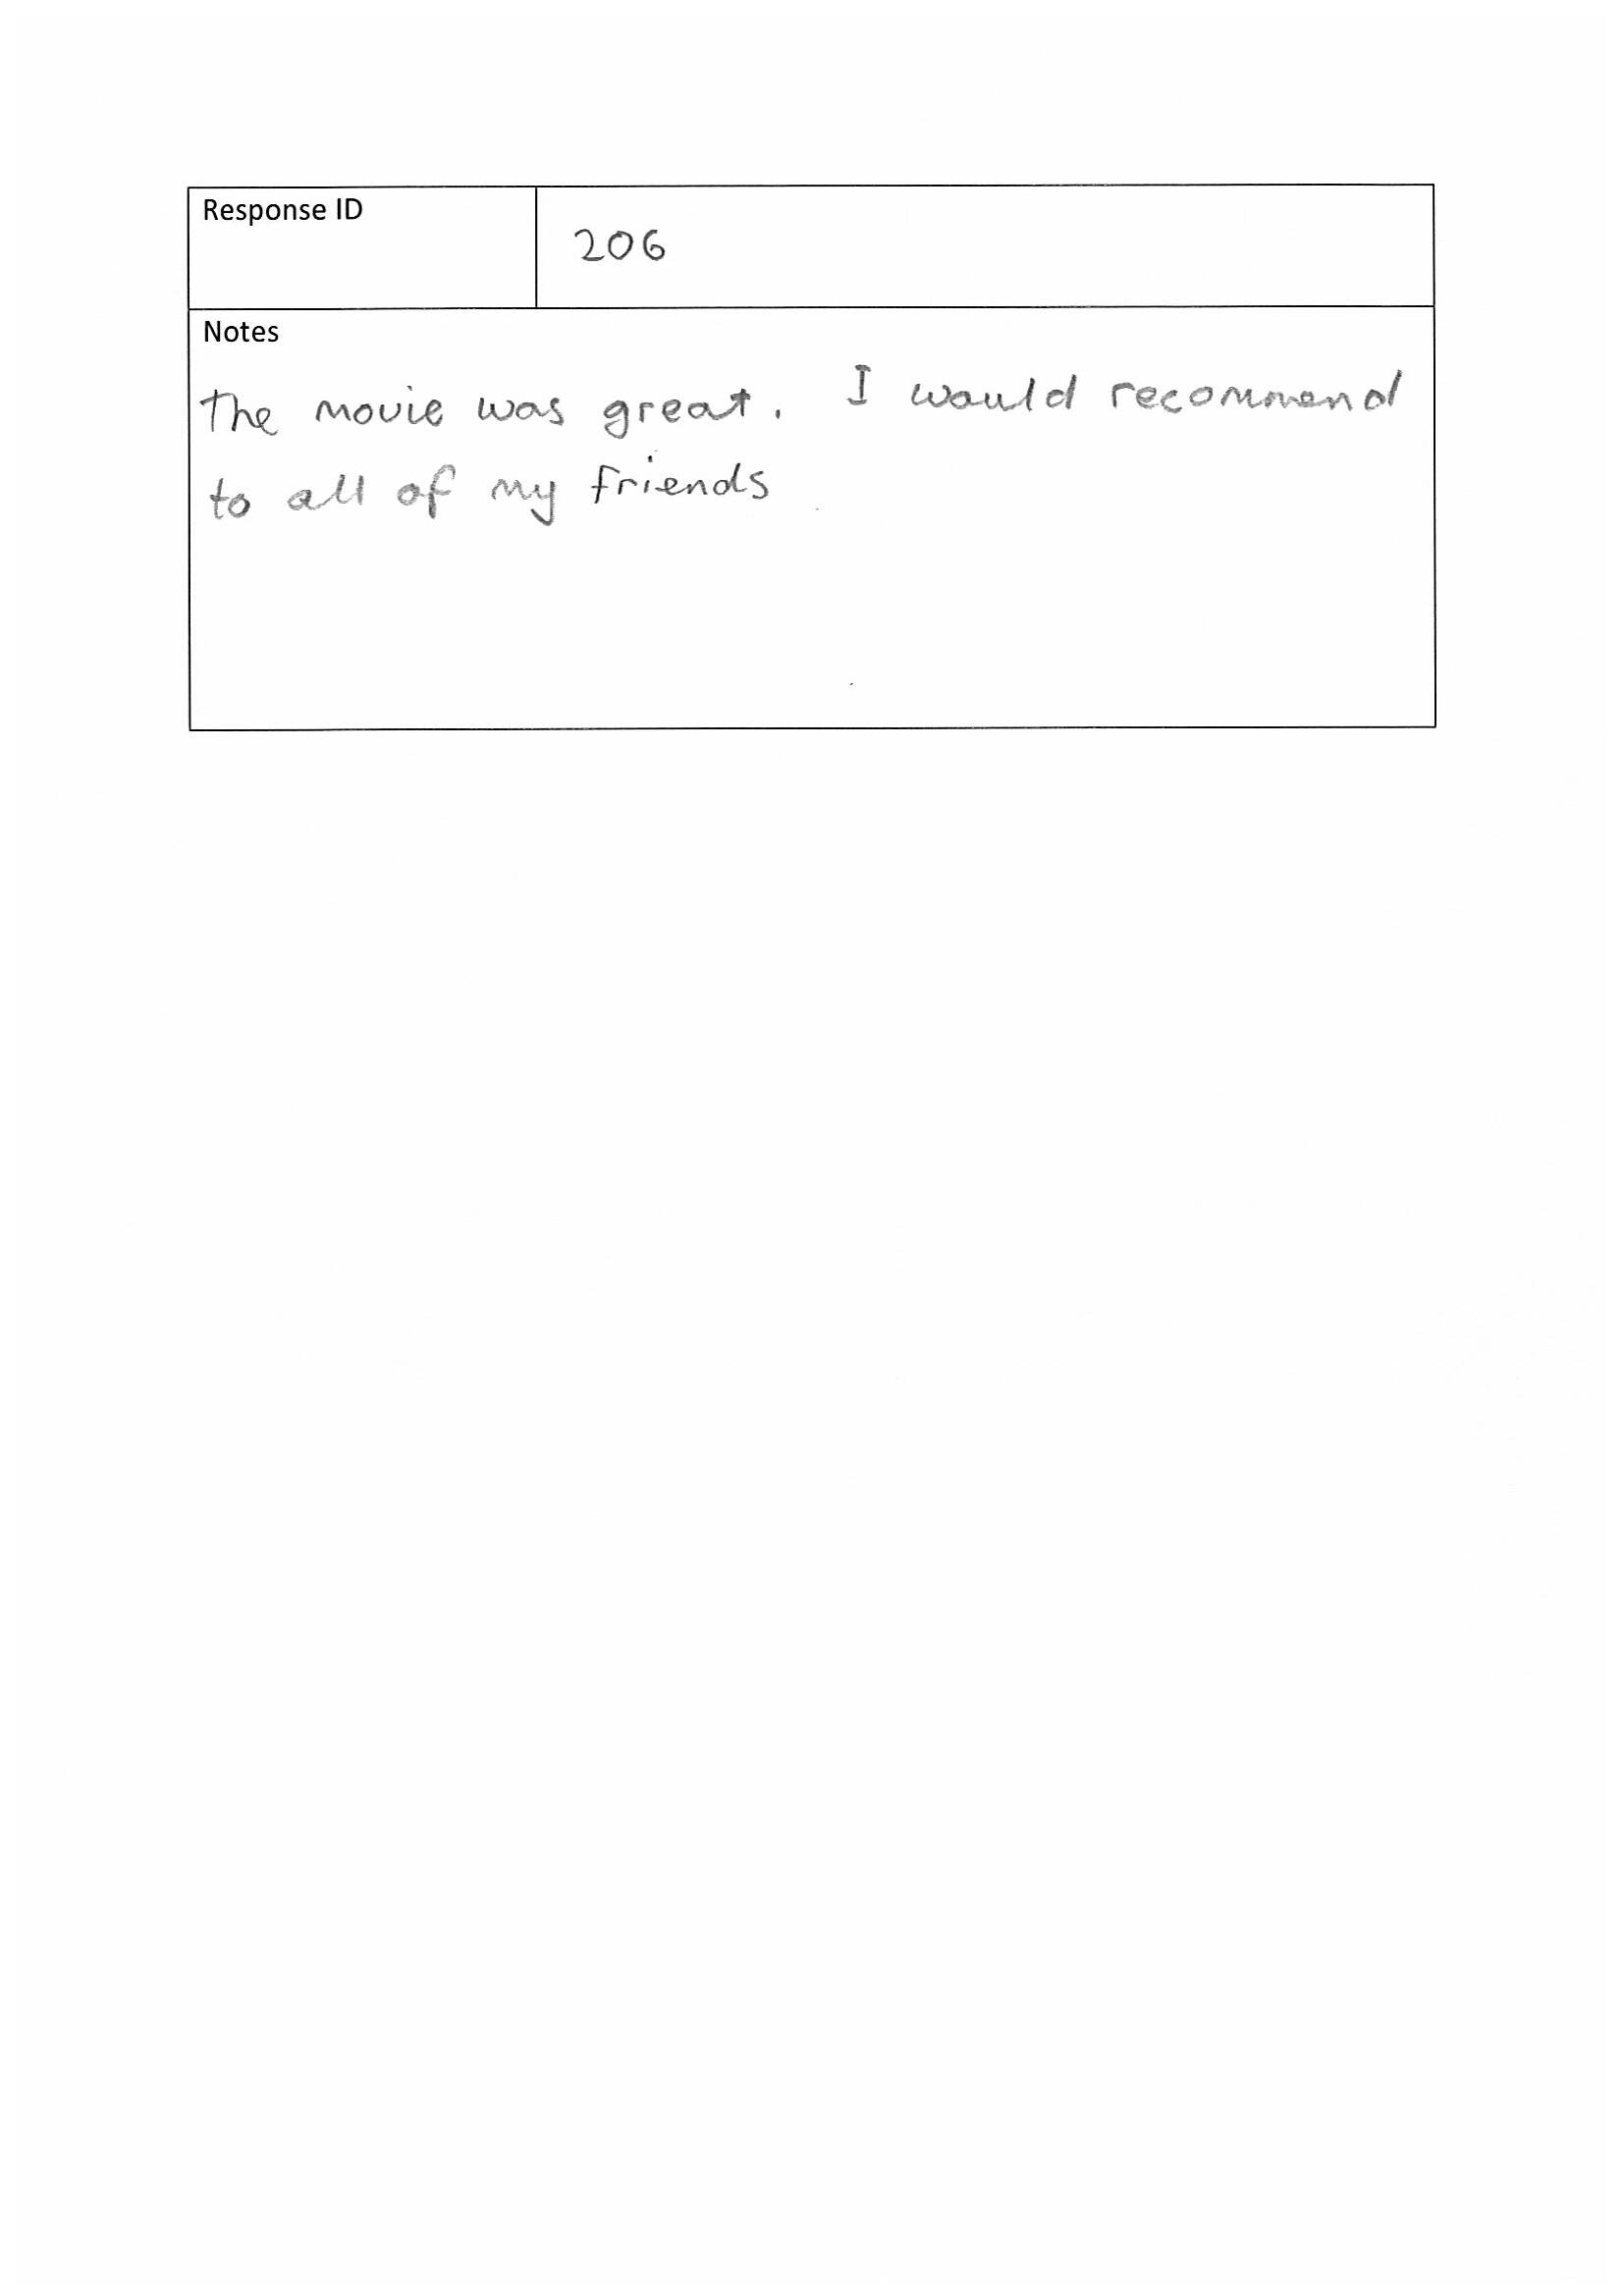 Response ID
206
Notes
The movie was great. I would recommend
to all of my friends